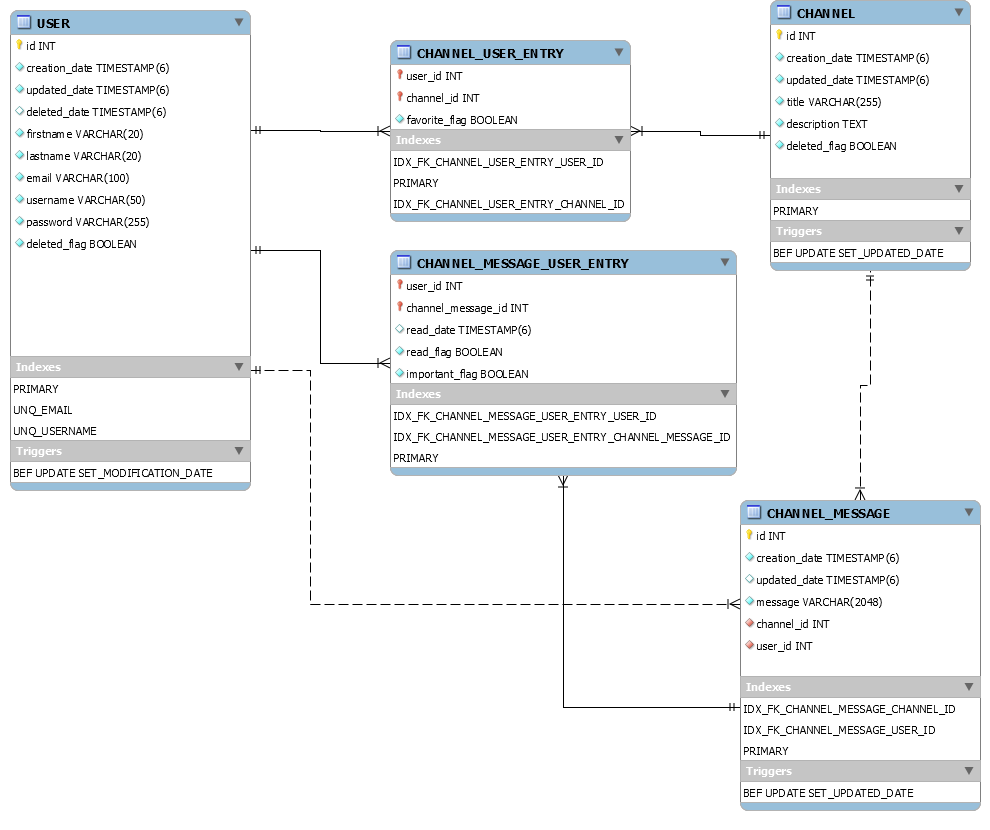 USER
id INT
creation_date TIMESTAMP(6)
updated_date TIMESTAMP(6)
deleted_date TIMESTAMP(6)
firstname VARCHAR(20)
lastname VARCHAR(20)
email VARCHAR(100)
username VARCHAR(50)
password VARCHAR(255)
deleted_flag BOOLEAN
Indexes
PRIMARY
UNQ_EMAIL
UNQ_USERNAME
Triggers
BEF UPDATE SET_MODIFICATION_DATE
CHANNEL_USER_ENTRY
user_id INT
channel_id INT
favorite_flag BOOLEAN
Indexes
IDX_FK_CHANNEL_USER_ENTRY_USER_ID
PRIMARY
IDX_FK_CHANNEL_USER_ENTRY_CHANNEL_ID
CHANNEL
id INT
creation_date TIMESTAMP(6)
updated_date TIMESTAMP(6)
title VARCHAR(255)
description TEXT
deleted_flag BOOLEAN
Indexes
PRIMARY
Triggers
BEF UPDATE SET_UPDATED_DATE
CHANNEL_MESSAGE_USER_ENTRY
user_id INT
channel_message_id INT
read_date TIMESTAMP(6)
read_flag BOOLEAN
important_flag BOOLEAN
Indexes
IDX_FK_CHANNEL_MESSAGE_USER_ENTRY_USER_ID
IDX_FK_CHANNEL_MESSAGE_USER_ENTRY_CHANNEL_MESSAGE_ID
PRIMARY
CHANNEL_MESSAGE
id INT
creation_date TIMESTAMP(6)
updated_date TIMESTAMP(6)
message VARCHAR(2048)
channel_id INT
user_id INT
Indexes
IDX_FK_CHANNEL_MESSAGE_CHANNEL_ID
IDX_FK_CHANNEL_MESSAGE_USER_ID
PRIMARY
Triggers
BEF UPDATE SET_UPDATED_DATE